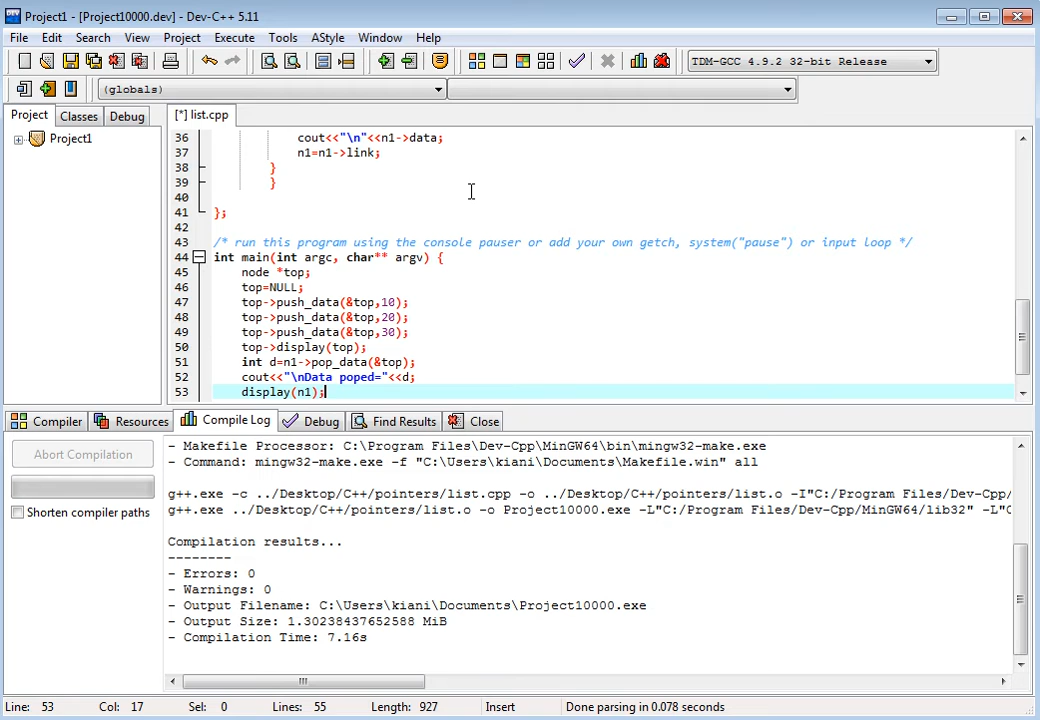 Project1 - [Project10000.dev] - Dev-C++ 5.11
File Edit Search View Project Execute Tools AStyle Window Help
TDM-GCC 4.9.2 32-bit Release
(globals)
Project Classes Debug
[*] list.cpp
Project1
36 cout<<"\n"<<n1->data;
37 n1=n1->link;
38 }
39 }
40
41 };
42
43 /* run this program using the console pauser or add your own getch, system("pause") or input loop */
44 int main(int argc, char** argv) {
45 node *top;
46 top=NULL;
47 top->push_data(&top,10);
48 top->push_data(&top,20);
49 top->push_data(&top,30);
50 top->display(top);
51 int d=n1->pop_data(&top);
52 cout<<"\nData poped="<<d;
53 display(n1);
Compiler Resources Compile Log Debug Find Results Close
Abort Compilation
Shorten compiler paths
- Makefile Processor: C:\Program Files\Dev-Cpp\MinGW64\bin\mingw32-make.exe
- Command: mingw32-make.exe -f "C:\Users\kiani\Documents\Makefile.win" all
g++.exe -c ../Desktop/C++/pointers/list.cpp -o ../Desktop/C++/pointers/list.o -I"C:/Program Files/Dev-Cpp/
g++.exe ../Desktop/C++/pointers/list.o -o Project10000.exe -L"C:/Program Files/Dev-Cpp/MinGW64/lib32" -L"C
Compilation results...
--------
- Errors: 0
- Warnings: 0
- Output Filename: C:\Users\kiani\Documents\Project10000.exe
- Output Size: 1.30238437652588 MiB
- Compilation Time: 7.16s
Line: 53 Col: 17 Sel: 0 Lines: 55 Length: 927 Insert Done parsing in 0.078 seconds